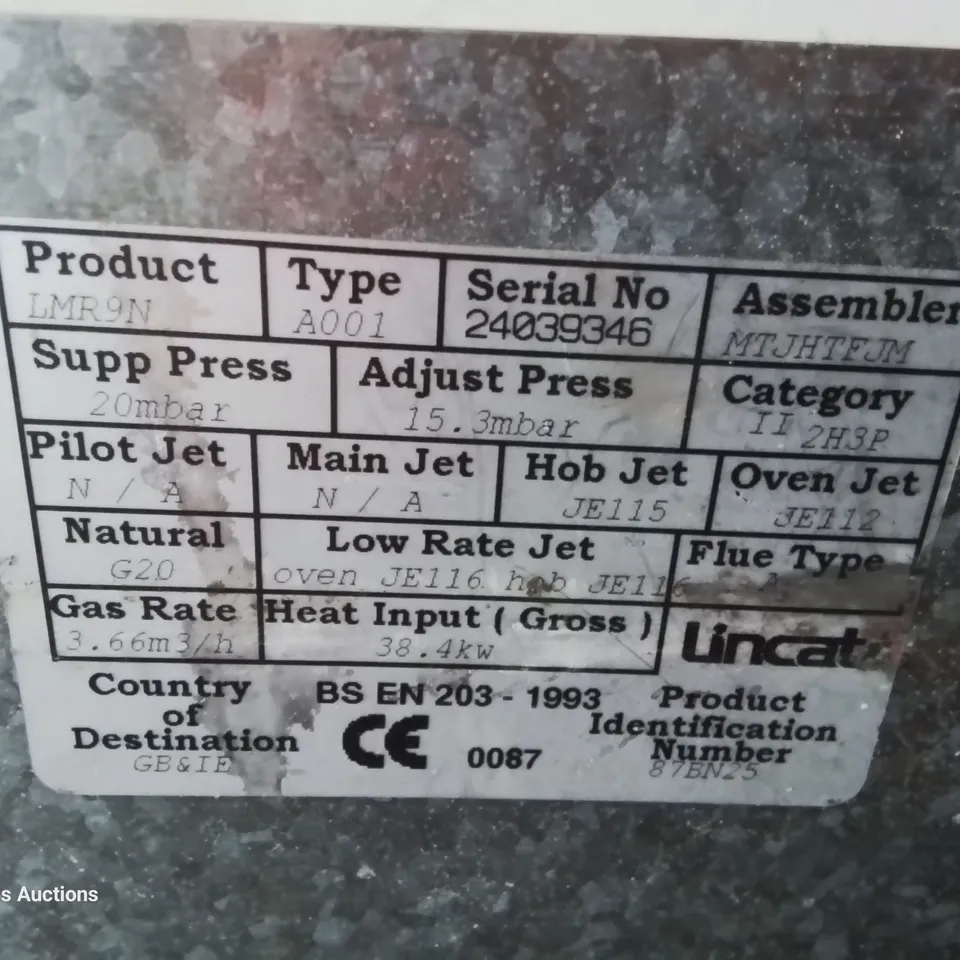 Product Type Serial No Assembler
LMR9N A001 24039346 MTJHTFJM
Supp Press Adjust Press Category
20mbar 15.3mbar II 2H3P
Pilot Jet Main Jet Hob Jet Oven Jet
N / A N / A JE115 JE112
Natural Low Rate Jet Flue Type
G20 oven JE116 hob JE116 A
Gas Rate Heat Input ( Gross )
3.66m3/h 38.4kw
Lincat
Country
of
Destination
GB&IE
BS EN 203 - 1993
CE 0087
Product
Identification
Number
87BN25
s Auctions